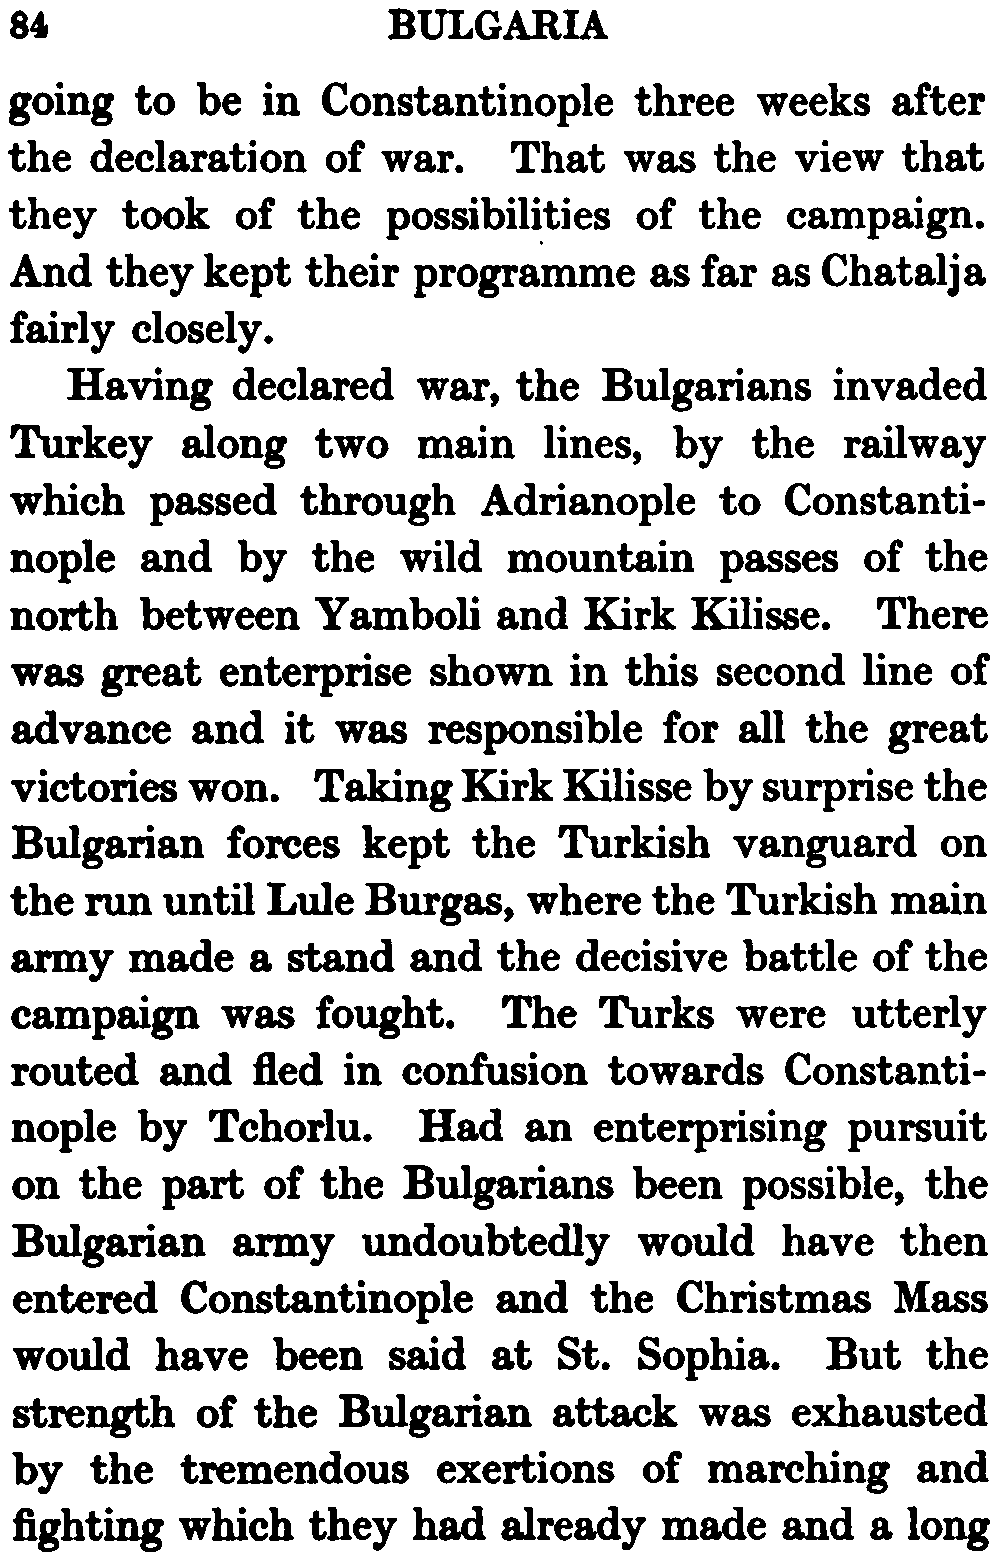 84 BULGARIA
going to be in Constantinople three weeks after
the declaration of war. That was the view that
they took of the possibilities of the campaign.
And they kept their programme as far as Chatalja
fairly closely.
Having declared war, the Bulgarians invaded
Turkey along two main lines, by the railway
which passed through Adrianople to Constanti-
nople and by the wild mountain passes of the
north between Yamboli and Kirk Kilisse. There
was great enterprise shown in this second line of
advance and it was responsible for all the great
victories won. Taking Kirk Kilisse by surprise the
Bulgarian forces kept the Turkish vanguard on
the run until Lule Burgas, where the Turkish main
army made a stand and the decisive battle of the
campaign was fought. The Turks were utterly
routed and fled in confusion towards Constanti-
nople by Tchorlu. Had an enterprising pursuit
on the part of the Bulgarians been possible, the
Bulgarian army undoubtedly would have then
entered Constantinople and the Christmas Mass
would have been said at St. Sophia. But the
strength of the Bulgarian attack was exhausted
by the tremendous exertions of marching and
fighting which they had already made and a long